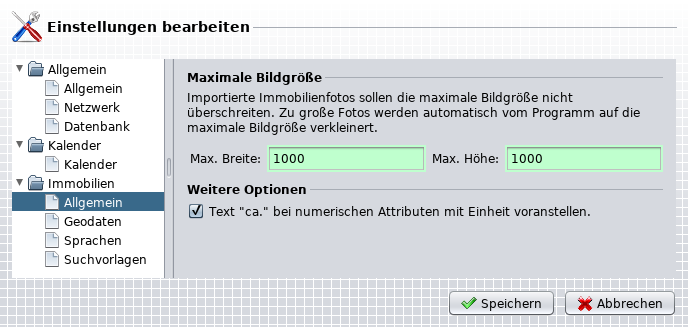 Einstellungen bearbeiten
Allgemein
Allgemein
Netzwerk
Datenbank
Kalender
Kalender
Immobilien
Allgemein
Geodaten
Sprachen
Suchvorlagen
Maximale Bildgröße
Importierte Immobilienfotos sollen die maximale Bildgröße nicht
überschreiten. Zu große Fotos werden automatisch vom Programm auf die
maximale Bildgröße verkleinert.
Max. Breite: 1000 Max. Höhe: 1000
Weitere Optionen
Text "ca." bei numerischen Attributen mit Einheit voranstellen.
Speichern Abbrechen